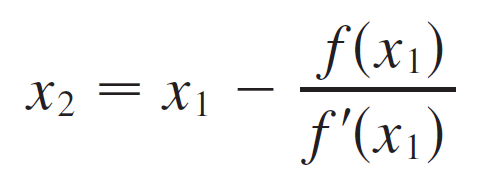 x₂ = x₁ − f(x₁)/f′(x₁)